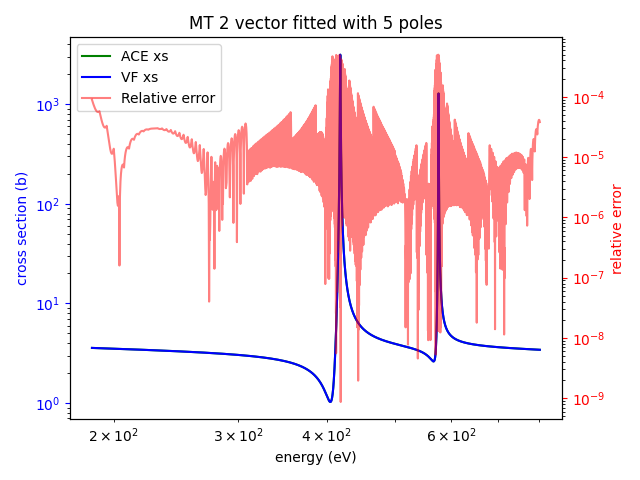 MT 2 vector fitted with 5 poles
ACE xs
VF xs
Relative error
cross section (b)
10³
10²
10¹
10⁰
10⁻⁴
10⁻⁵
10⁻⁶
10⁻⁷
10⁻⁸
10⁻⁹
relative error
2 × 10² 3 × 10² 4 × 10² 6 × 10²
energy (eV)